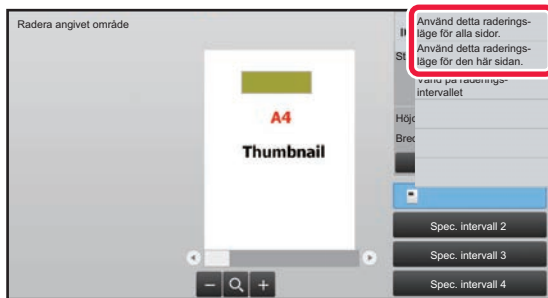 Radera angivet område
Använd detta raderings-
läge för alla sidor.
Använd detta raderings-
läge för den här sidan.
Vänd på raderings-
intervallet
St
Höjd
Bred
A4
Thumbnail
Spec. intervall 2
Spec. intervall 3
Spec. intervall 4